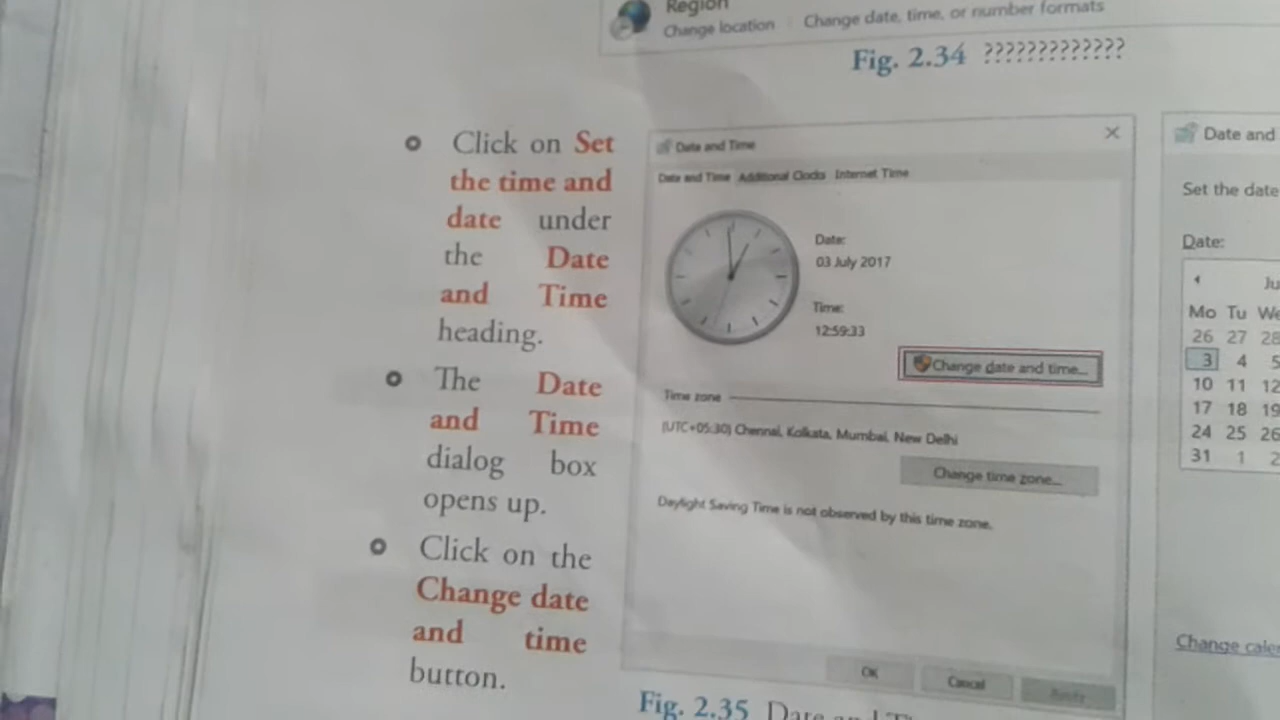 Region
Change location Change date, time, or number formats
Fig. 2.34 ?????????????
Click on Set
the time and
date under
the Date
and Time
heading.
The Date
and Time
dialog box
opens up.
Click on the
Change date
and time
button.
Date and Time
Date and Time Additional Clocks Internet Time
Date:
03 July 2017
Time:
12:59:33
Change date and time...
Time zone
(UTC+05:30) Chennai, Kolkata, Mumbai, New Delhi
Change time zone...
Daylight Saving Time is not observed by this time zone.
OK Cancel Apply
Fig. 2.35 Date and
Date and
Set the date
Date:
Ju
Mo Tu We
26 27 28
3 4 5
10 11 12
17 18 19
24 25 26
31 1 2
Change cale